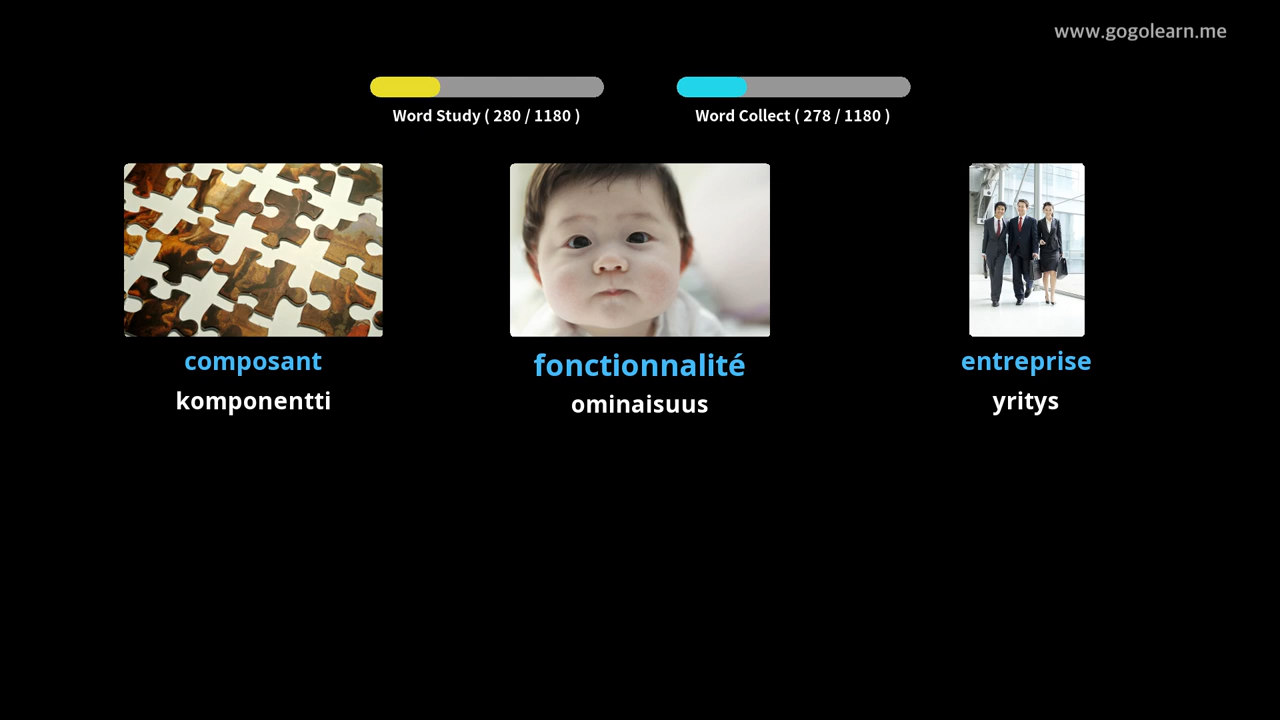 www.gogolearn.me
Word Study ( 280 / 1180 )
Word Collect ( 278 / 1180 )
composant
komponentti
fonctionnalité
ominaisuus
entreprise
yritys